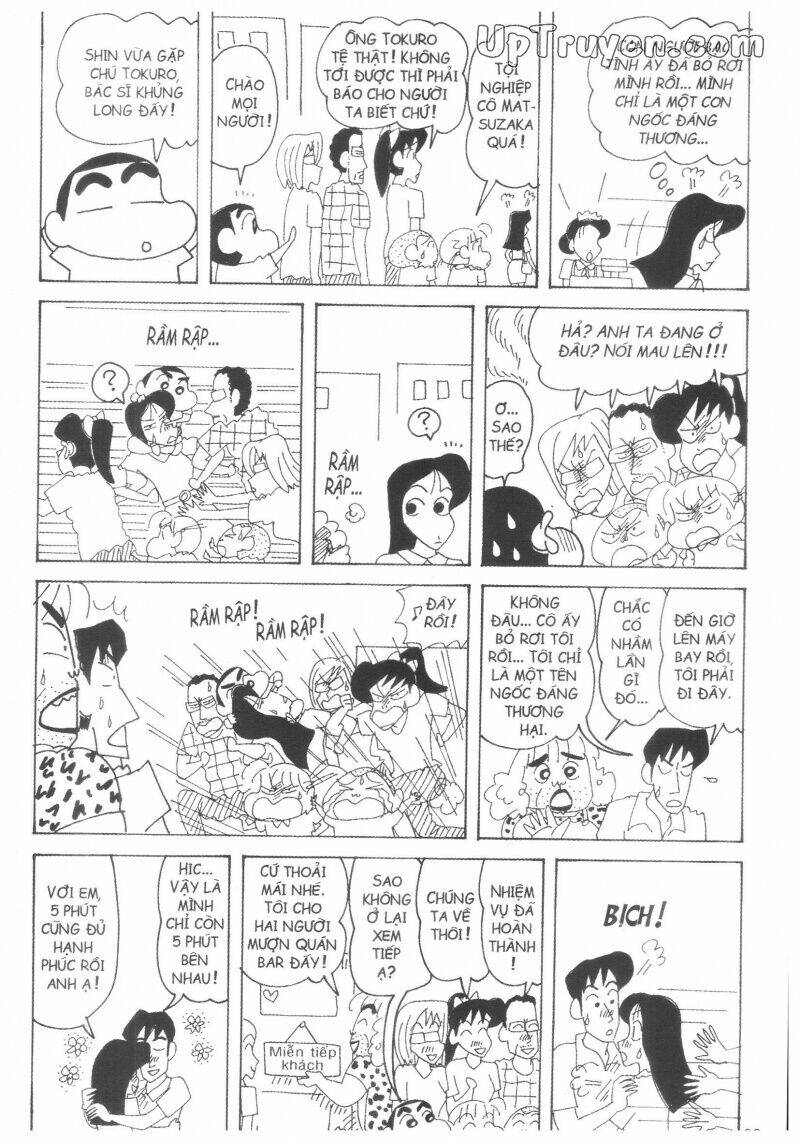 UpTruyen.com
CON NGƯỜI BẠC
TÌNH ẤY ĐÃ BỎ RƠI
MÌNH RỒI... MÌNH
CHỈ LÀ MỘT CON
NGỐC ĐÁNG
THƯƠNG...
TỘI
NGHIỆP
CÔ MAT-
SUZAKA
QUÁ!
ÔNG TOKURO
TỆ THẬT! KHÔNG
TỚI ĐƯỢC THÌ PHẢI
BÁO CHO NGƯỜI
TA BIẾT CHỨ!
CHÀO
MỌI
NGƯỜI!
SHIN VỪA GẶP
CHÚ TOKURO,
BÁC SĨ KHỦNG
LONG ĐẤY!
HẢ? ANH TA ĐANG Ở
ĐÂU? NÓI MAU LÊN!!!
Ơ...
SAO
THẾ?
?
RẦM
RẬP...
RẦM RẬP...
?
ĐẾN GIỜ
LÊN MÁY
BAY RỒI,
TÔI PHẢI
ĐI ĐÂY.
CHẮC
CÓ
NHẦM
LẪN
GÌ
ĐÓ...
KHÔNG
ĐÂU... CÔ ẤY
BỎ RƠI TÔI
RỒI... TÔI CHỈ
LÀ MỘT TÊN
NGỐC ĐÁNG
THƯƠNG
HẠI.
♪ ĐÂY
RỒI!
RẦM RẬP!
RẦM RẬP!
BỊCH!
NHIỆM
VỤ ĐÃ
HOÀN
THÀNH!
CHÚNG
TA VỀ
THÔI!
SAO
KHÔNG
Ở LẠI
XEM
TIẾP
Ạ?
CỨ THOẢI
MÁI NHÉ.
TÔI CHO
HAI NGƯỜI
MƯỢN QUÁN
BAR ĐẤY!
Miễn tiếp
khách
HIC...
VẬY LÀ
MÌNH
CHỈ CÒN
5 PHÚT
BÊN
NHAU!
VỚI EM,
5 PHÚT
CŨNG ĐỦ
HẠNH
PHÚC RỒI
ANH Ạ!